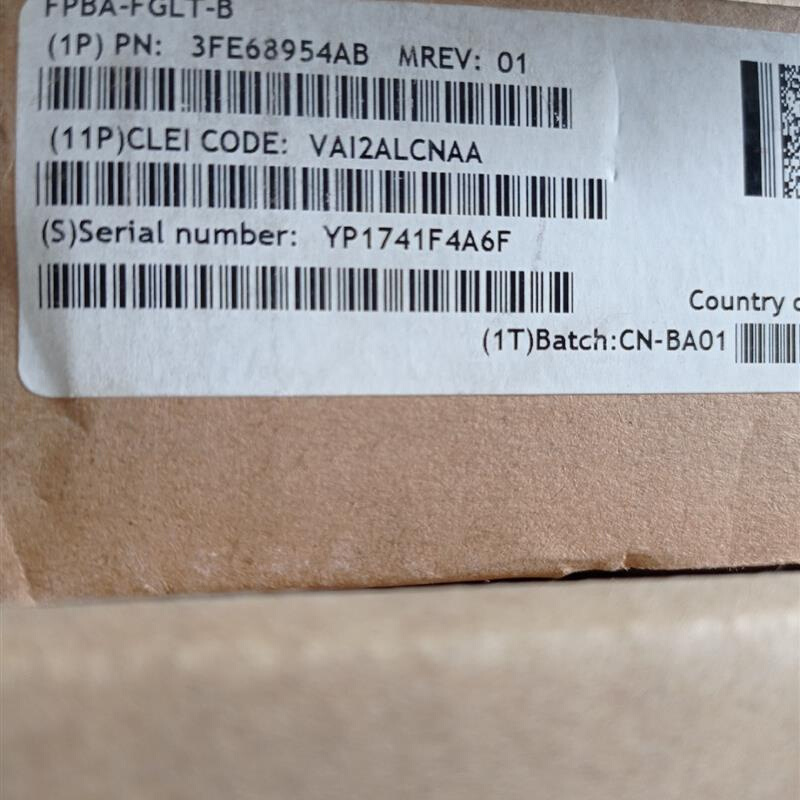 FPBA-FGLT-B
(1P) PN: 3FE68954AB MREV: 01
(11P)CLEI CODE: VAI2ALCNAA
(S)Serial number: YP1741F4A6F
Country
(1T)Batch:CN-BA01